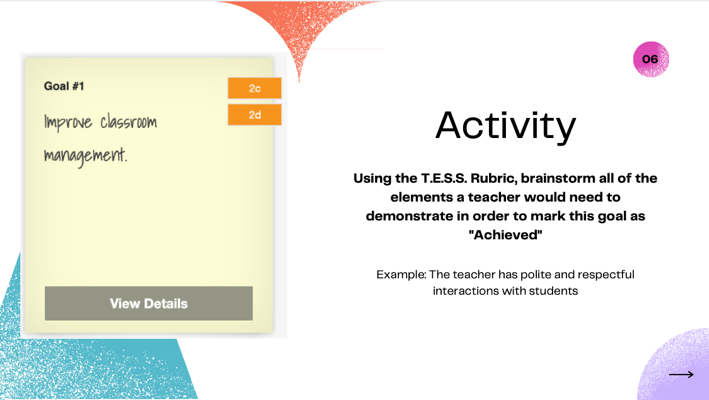 Goal #1
2c
2d
Improve classroom
management.
View Details
06
Activity
Using the T.E.S.S. Rubric, brainstorm all of the
elements a teacher would need to
demonstrate in order to mark this goal as
"Achieved"
Example: The teacher has polite and respectful
interactions with students